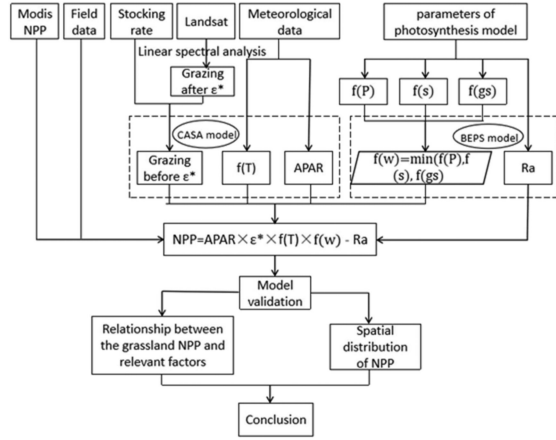 Modis NPP
Field data
Stocking rate
Landsat
Meteorological data
parameters of photosynthesis model
Linear spectral analysis
Grazing after ε*
f(P)
f(s)
f(gs)
CASA model
BEPS model
Grazing before ε*
f(T)
APAR
f(w)=min(f(P),f
(s), f(gs)
Ra
NPP=APAR×ε*×f(T)×f(w) - Ra
Model validation
Relationship between
the grassland NPP and
relevant factors
Spatial
distribution
of NPP
Conclusion